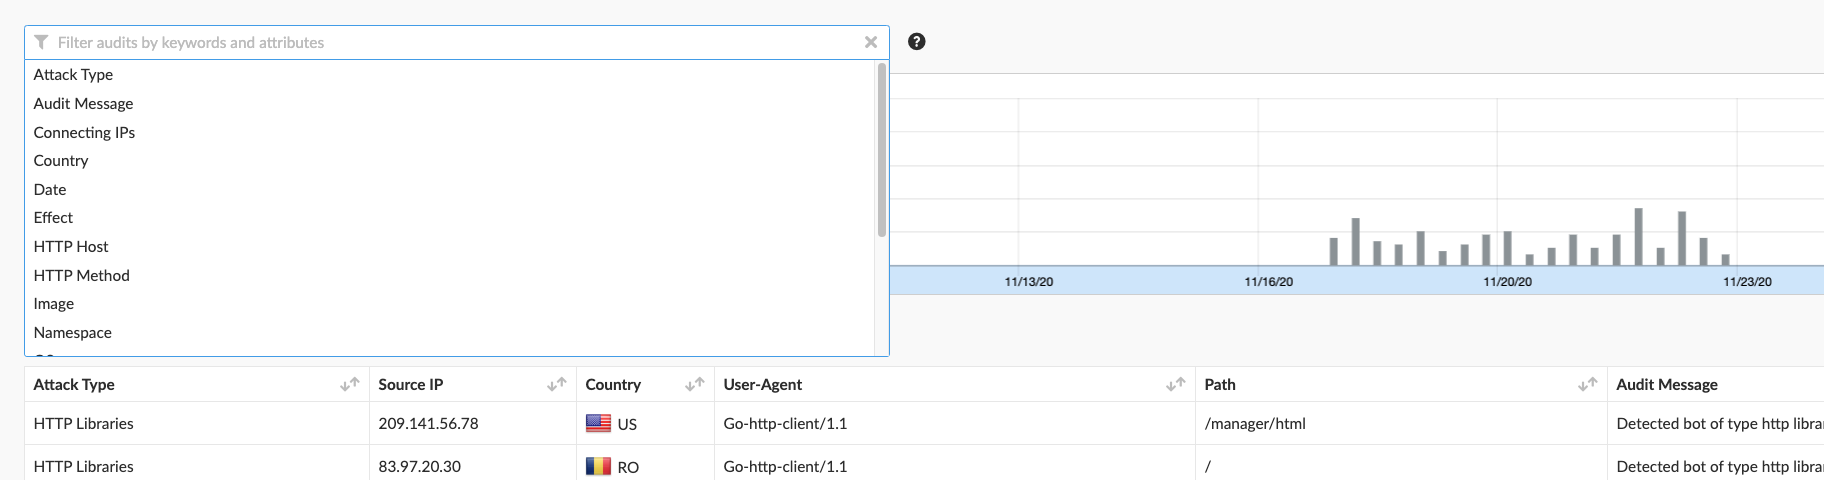 Filter audits by keywords and attributes
Attack Type
Audit Message
Connecting IPs
Country
Date
Effect
HTTP Host
HTTP Method
Image
Namespace
11/13/20 11/16/20 11/20/20 11/23/20
Attack Type Source IP Country User-Agent Path Audit Message
HTTP Libraries 209.141.56.78 US Go-http-client/1.1 /manager/html Detected bot of type http librar
HTTP Libraries 83.97.20.30 RO Go-http-client/1.1 / Detected bot of type http librar